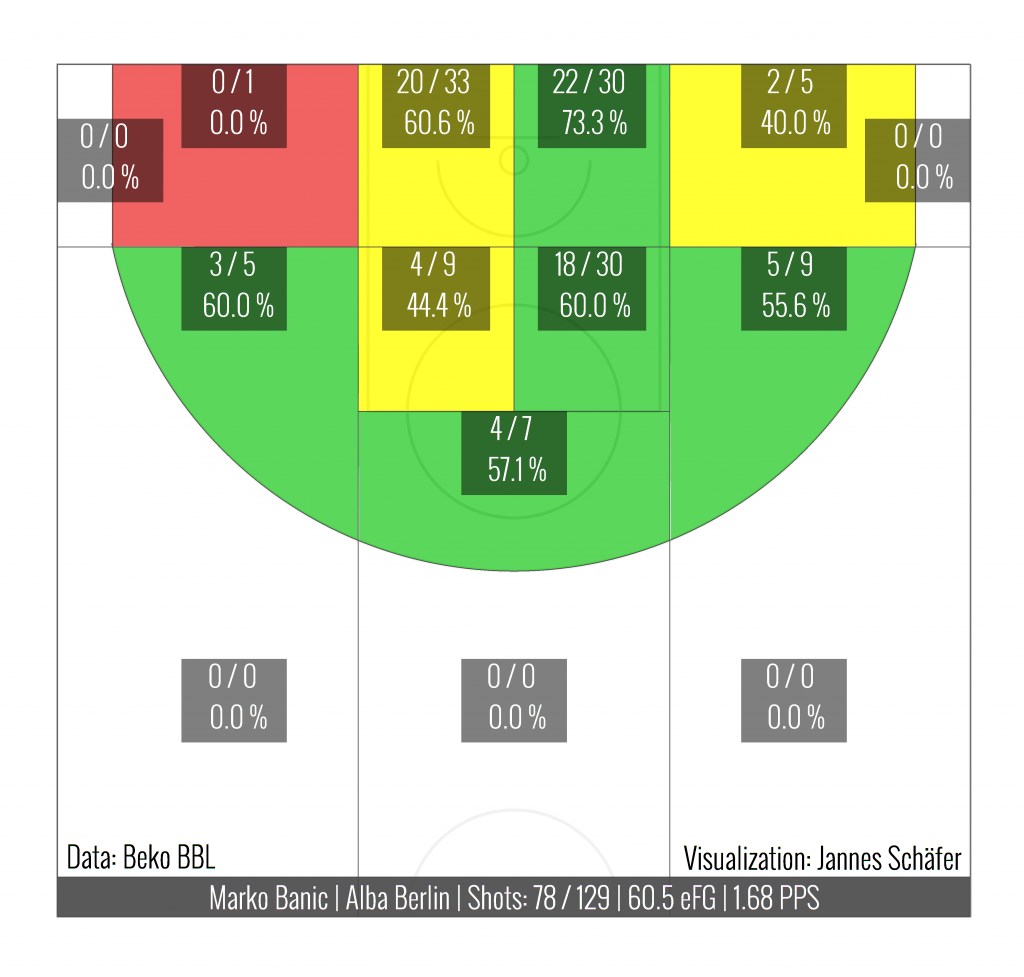 0 / 1
20 / 33
22 / 30
2 / 5
0.0 %
60.6 %
73.3 %
40.0 %
0 / 0
0 / 0
0.0 %
0.0 %
3 / 5
4 / 9
18 / 30
5 / 9
60.0 %
44.4 %
60.0 %
55.6 %
4 / 7
57.1 %
0 / 0
0 / 0
0 / 0
0.0 %
0.0 %
0.0 %
Data: Beko BBL
Visualization: Jannes Schäfer
Marko Banic | Alba Berlin | Shots: 78 / 129 | 60.5 eFG | 1.68 PPS